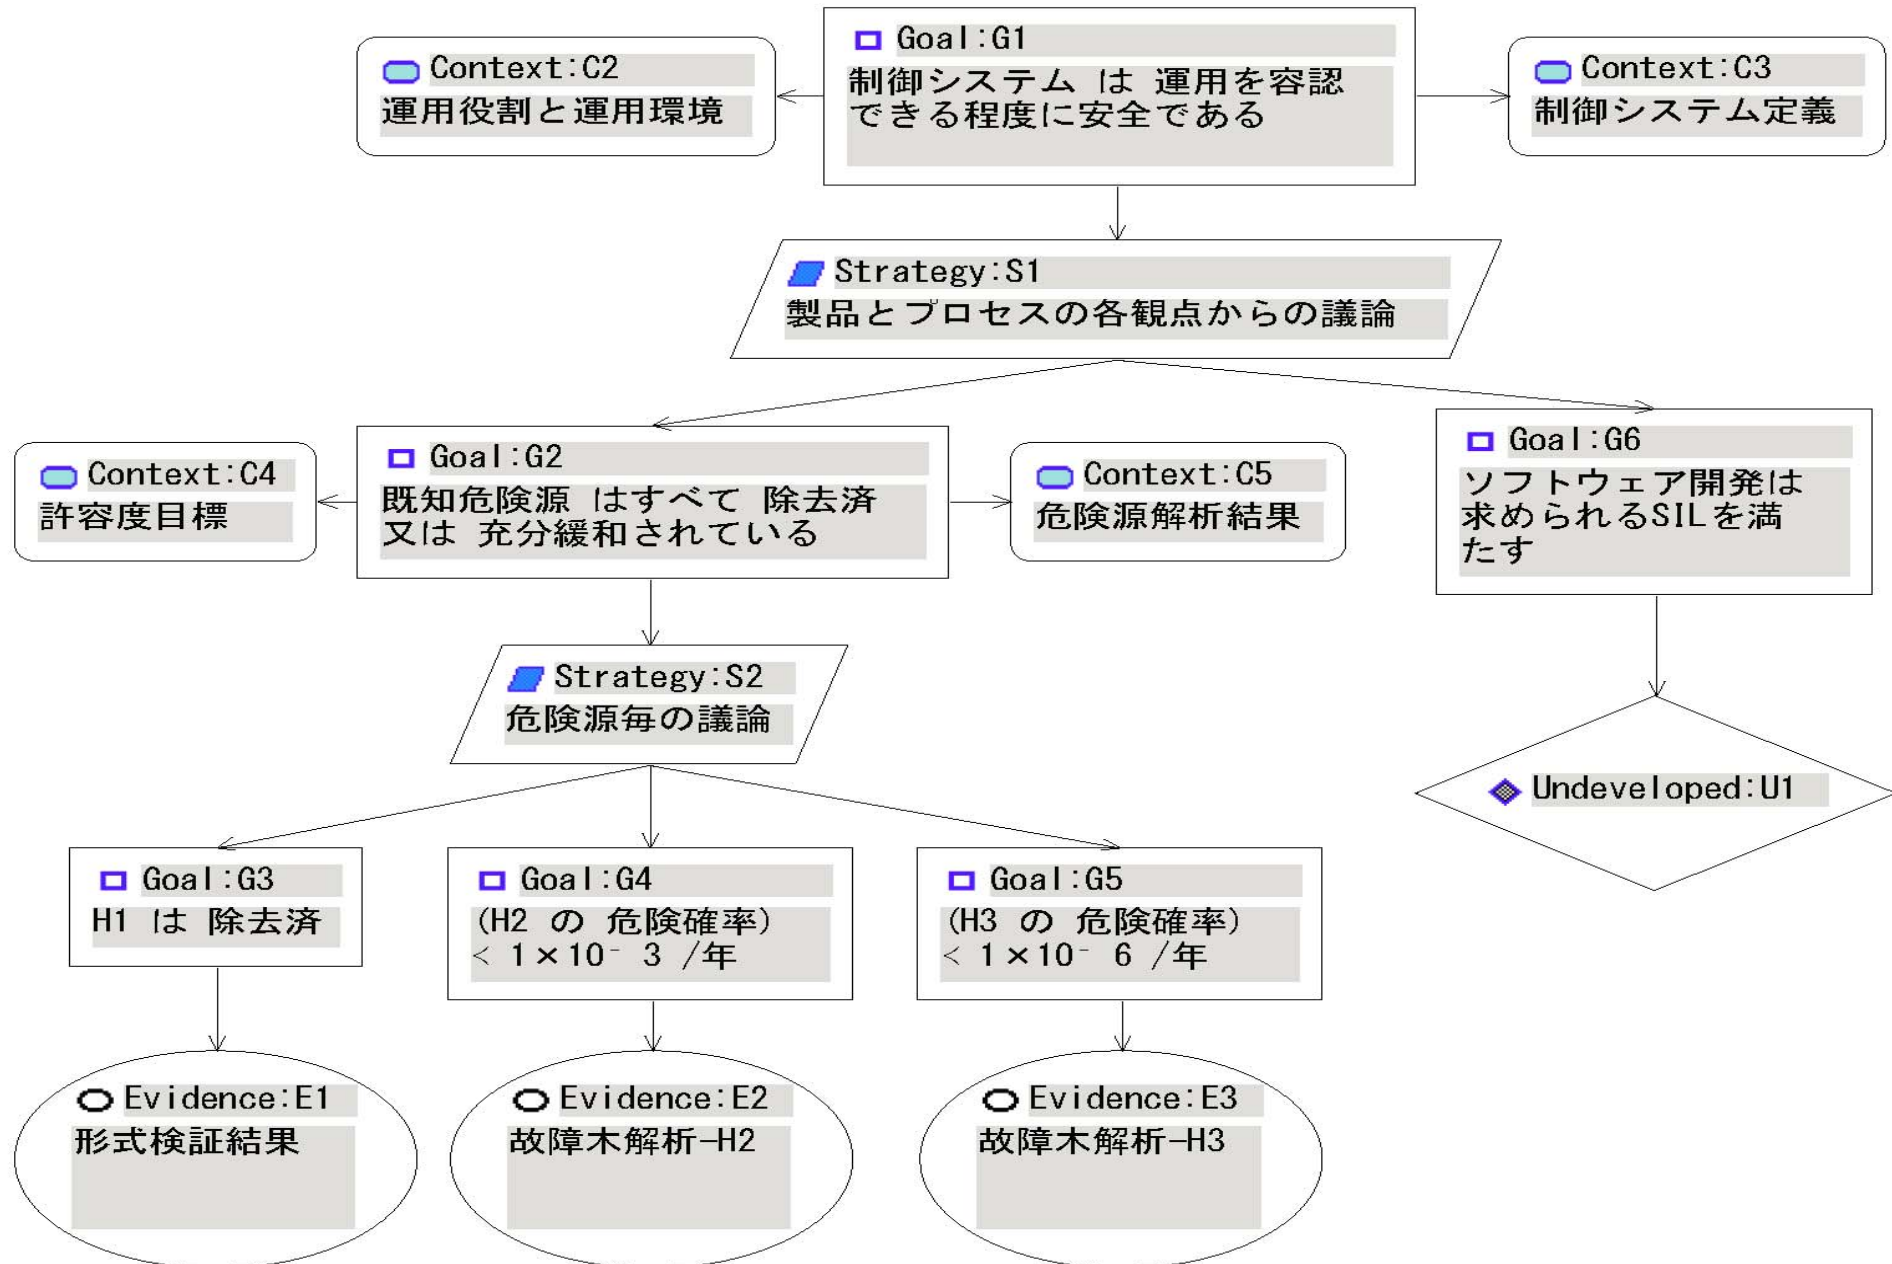 Goal:G1
制御システム は 運用を容認
できる程度に安全である
Context:C2
運用役割と運用環境
Context:C3
制御システム定義
Strategy:S1
製品とプロセスの各観点からの議論
Goal:G2
既知危険源 はすべて 除去済
又は 充分緩和されている
Context:C4
許容度目標
Context:C5
危険源解析結果
Goal:G6
ソフトウェア開発は
求められるSILを満
たす
Strategy:S2
危険源毎の議論
Undeveloped:U1
Goal:G3
H1 は 除去済
Goal:G4
(H2 の 危険確率)
< 1×10⁻ 3 /年
Goal:G5
(H3 の 危険確率)
< 1×10⁻ 6 /年
Evidence:E1
形式検証結果
Evidence:E2
故障木解析-H2
Evidence:E3
故障木解析-H3